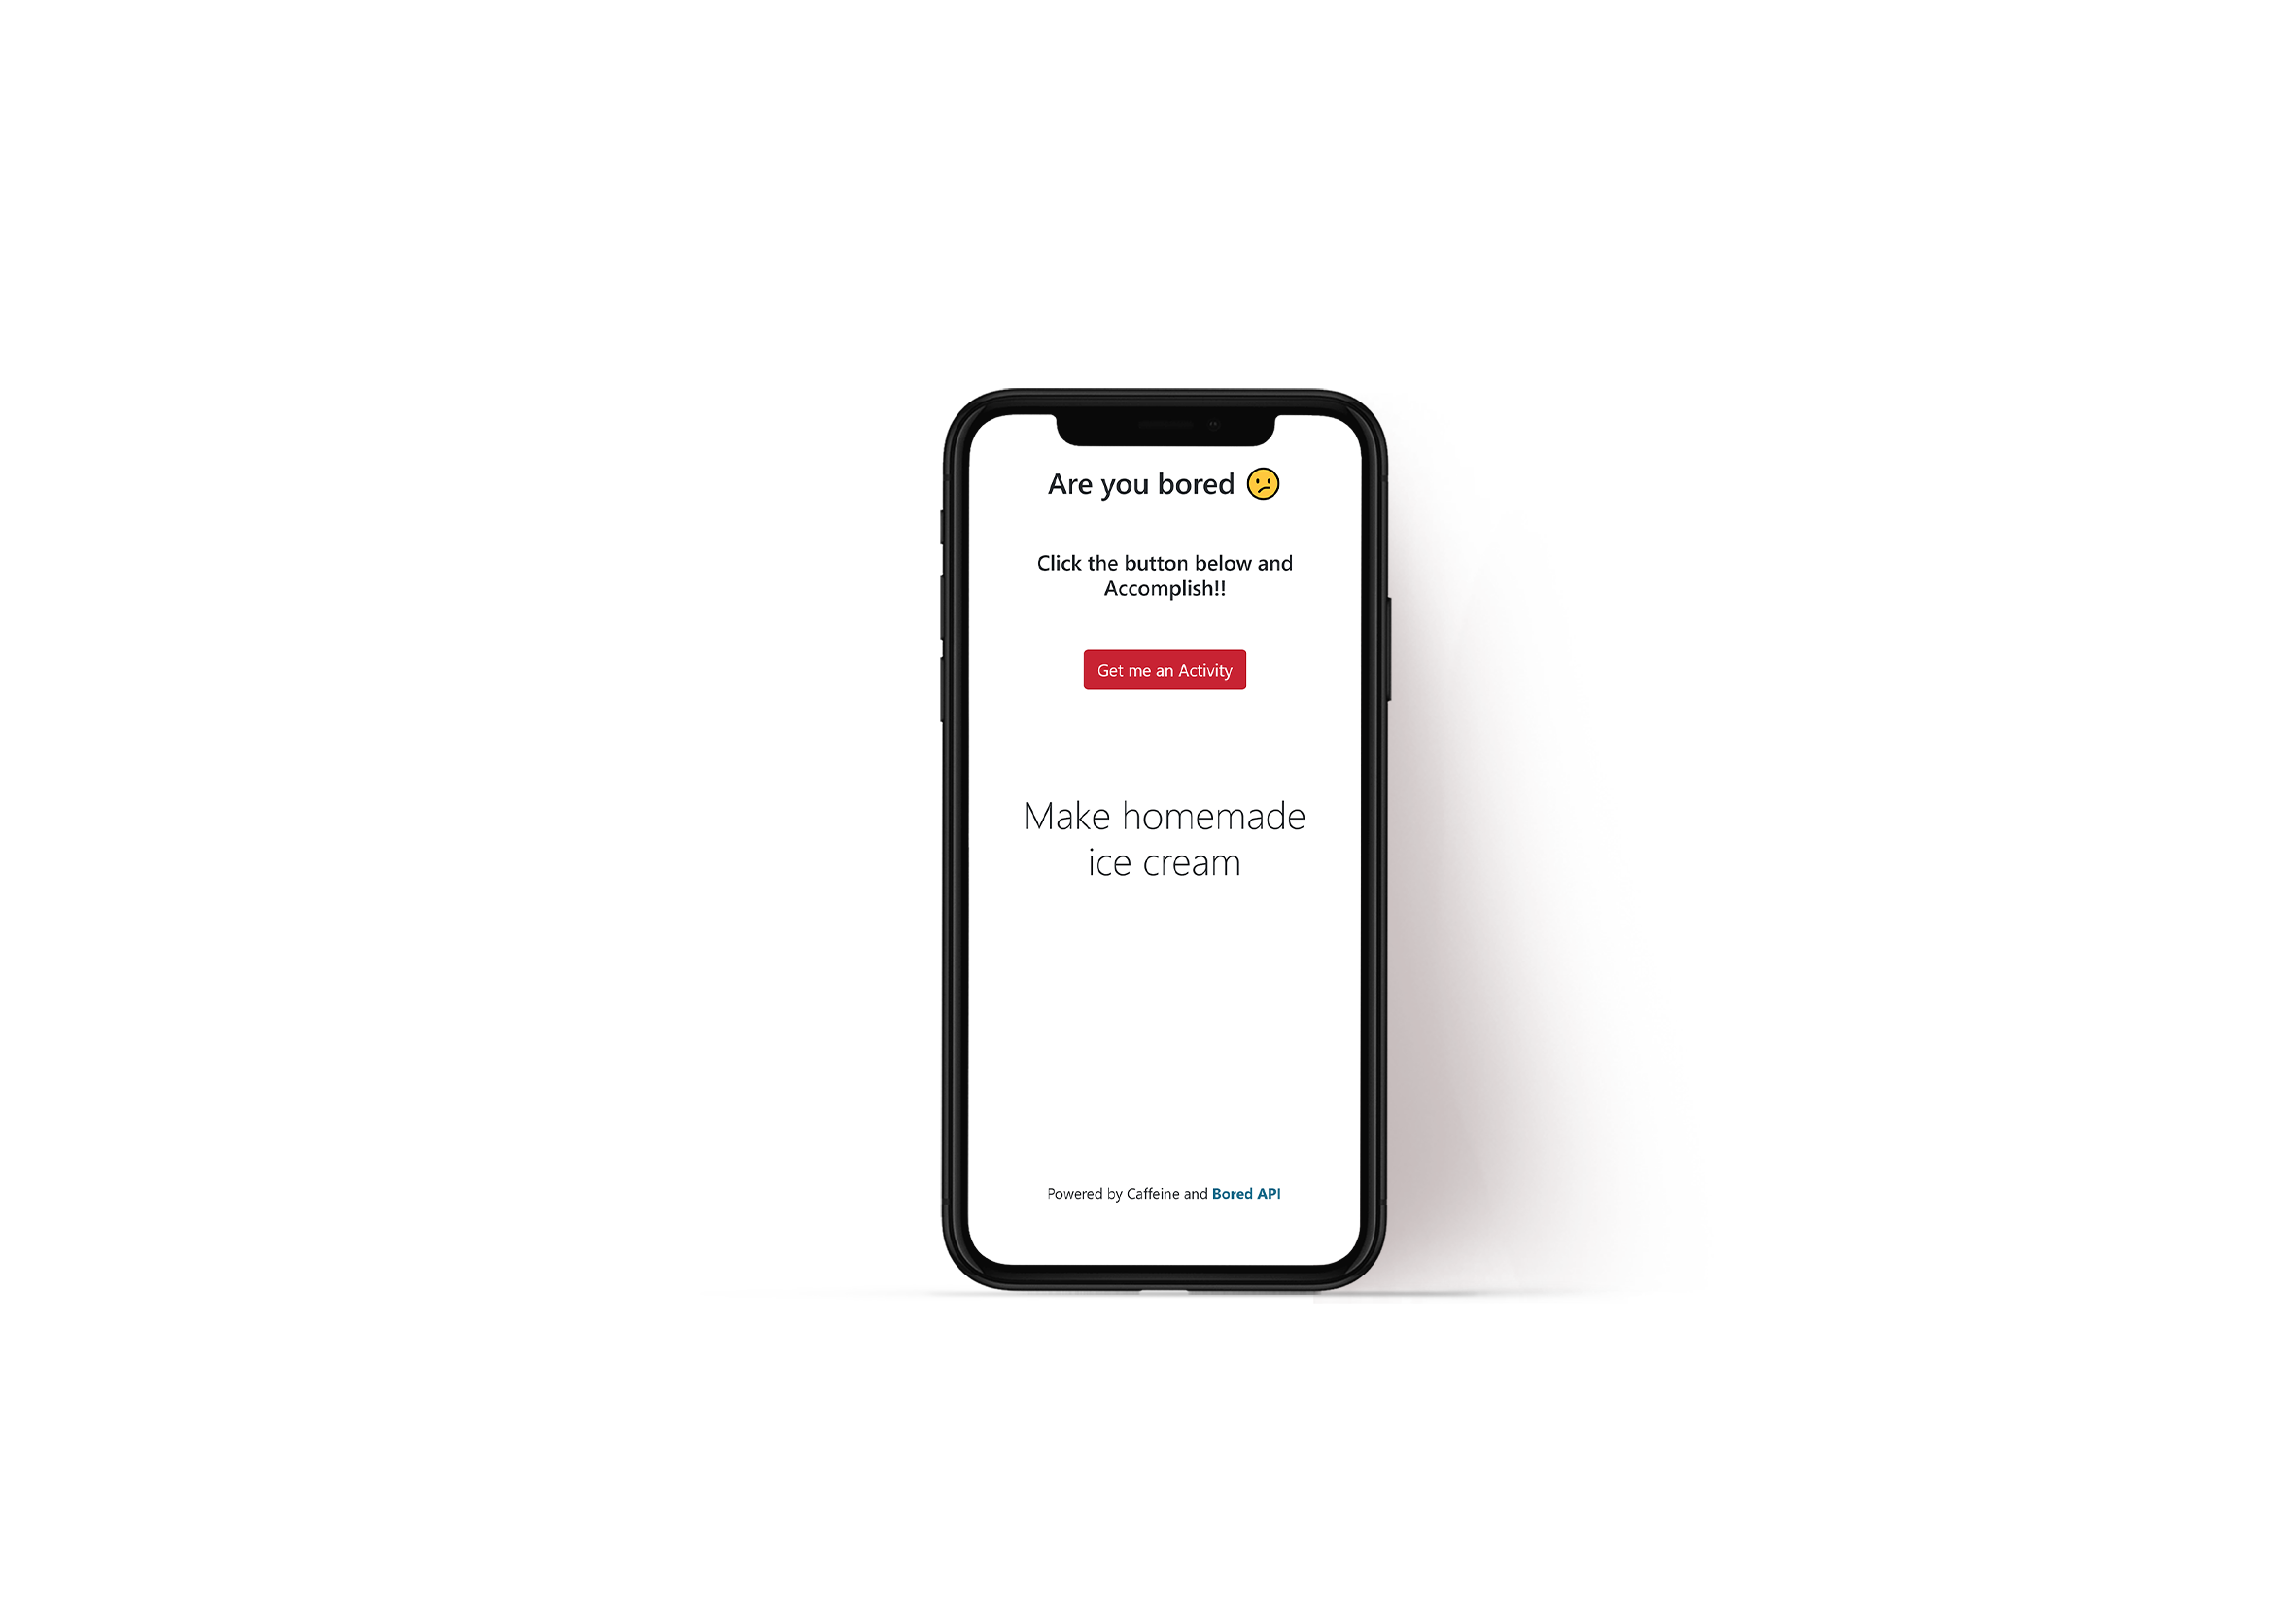 Are you bored 😕
Click the button below and
Accomplish!!
Get me an Activity
Make homemade
ice cream
Powered by Caffeine and Bored API